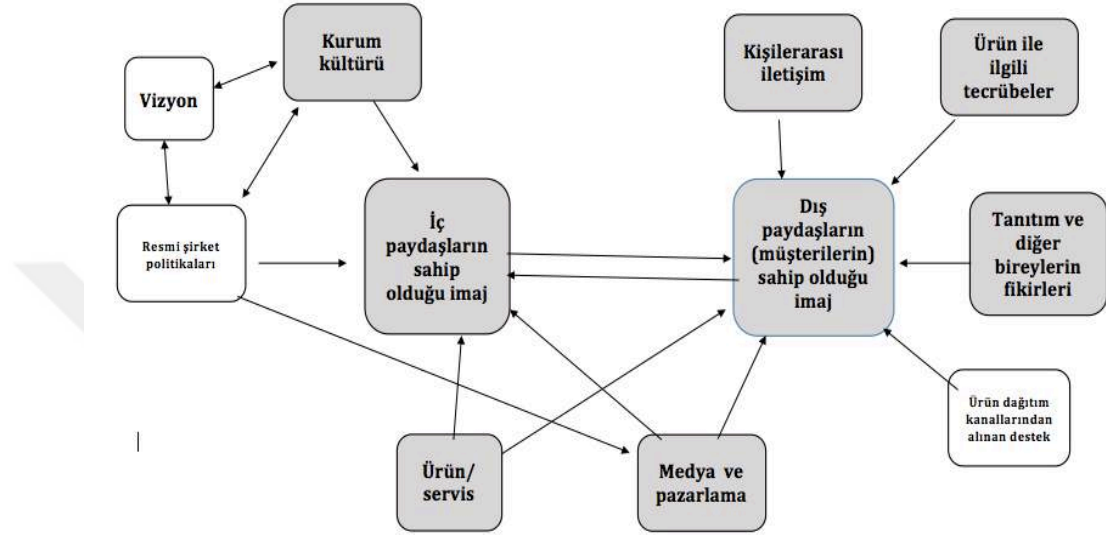 Kurum
kültürü
Kişilerarası
iletişim
Ürün ile
ilgili
tecrübeler
Vizyon
Resmi şirket
politikaları
İç
paydaşların
sahip
olduğu imaj
Dış
paydaşların
(müşterilerin)
sahip olduğu
imaj
Tanıtım ve
diğer
bireylerin
fikirleri
Ürün dağıtım
kanallarından
alınan destek
Ürün/
servis
Medya ve
pazarlama